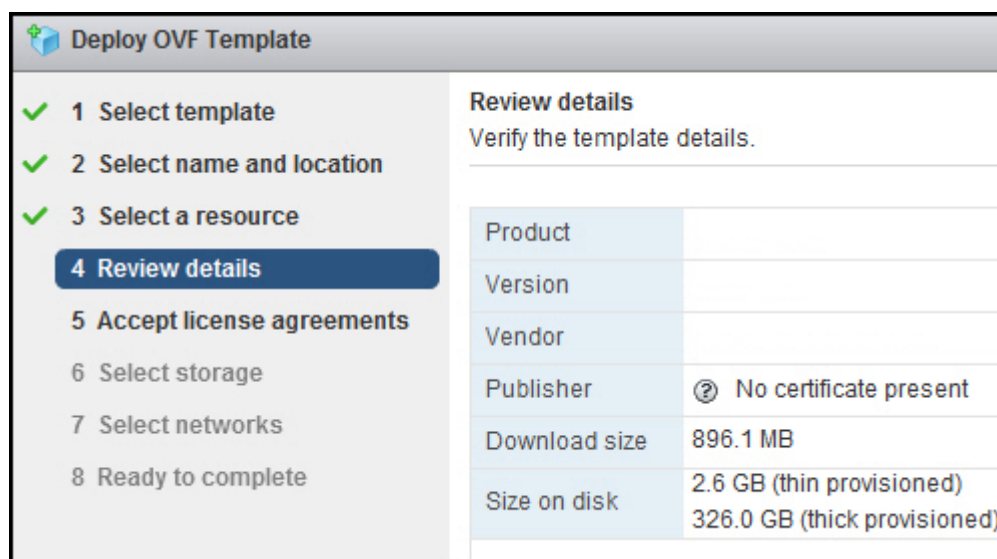 Deploy OVF Template
1 Select template
2 Select name and location
3 Select a resource
4 Review details
5 Accept license agreements
6 Select storage
7 Select networks
8 Ready to complete
Review details
Verify the template details.
Product
Version
Vendor
Publisher No certificate present
Download size 896.1 MB
Size on disk 2.6 GB (thin provisioned)
326.0 GB (thick provisioned)